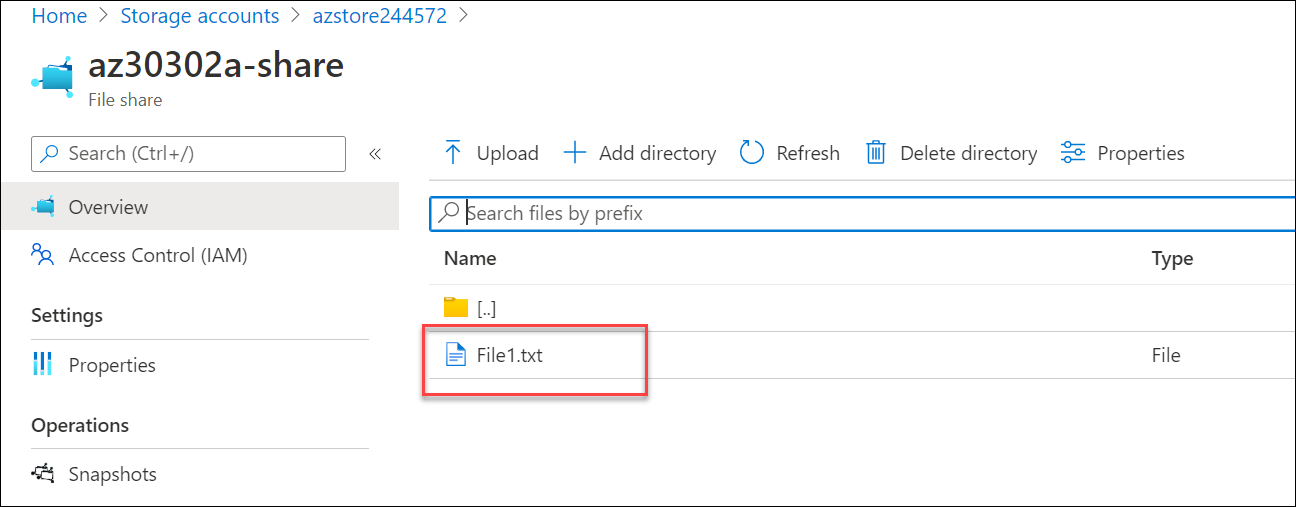 Home > Storage accounts > azstore244572 >
az30302a-share
File share
Search (Ctrl+/)
«
Upload
Add directory
Refresh
Delete directory
Properties
Overview
Access Control (IAM)
Settings
Properties
Operations
Snapshots
Search files by prefix
Name Type
[..]
File1.txt File